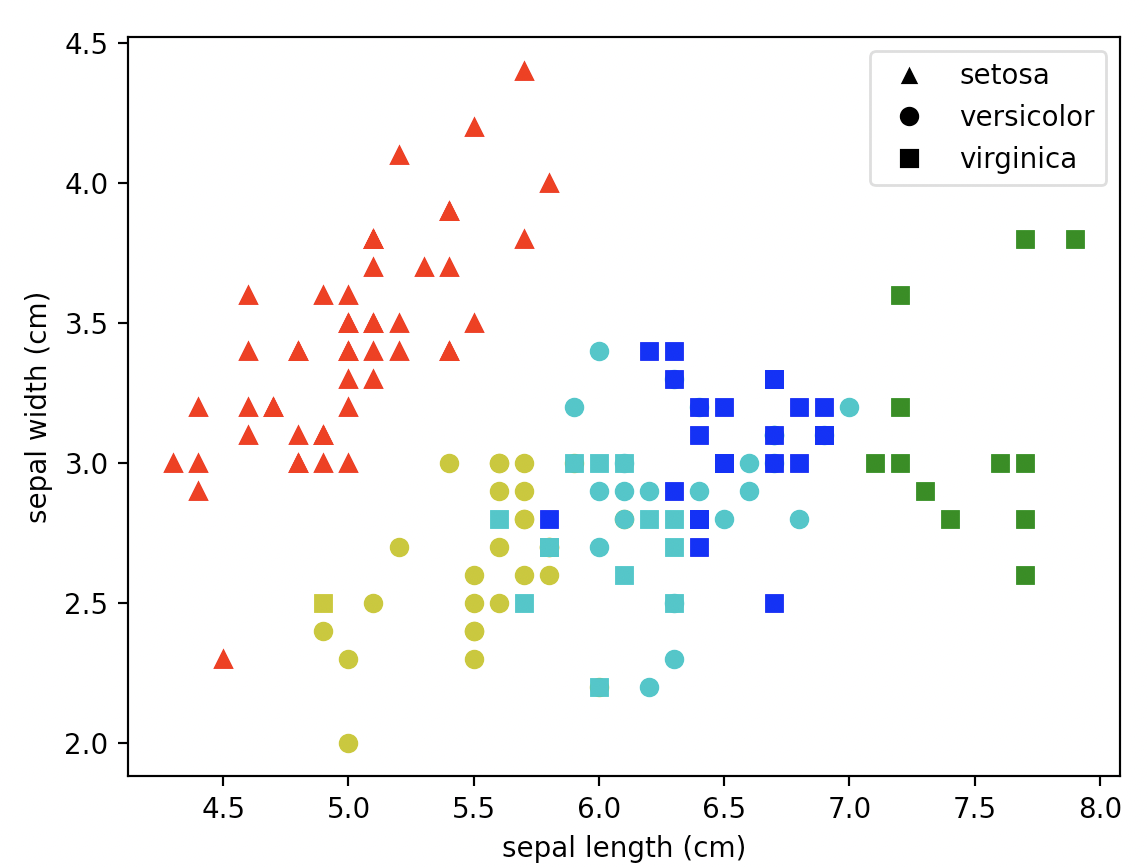 4.5
4.0
3.5
3.0
2.5
2.0
sepal width (cm)
setosa
versicolor
virginica
4.5 5.0 5.5 6.0 6.5 7.0 7.5 8.0
sepal length (cm)